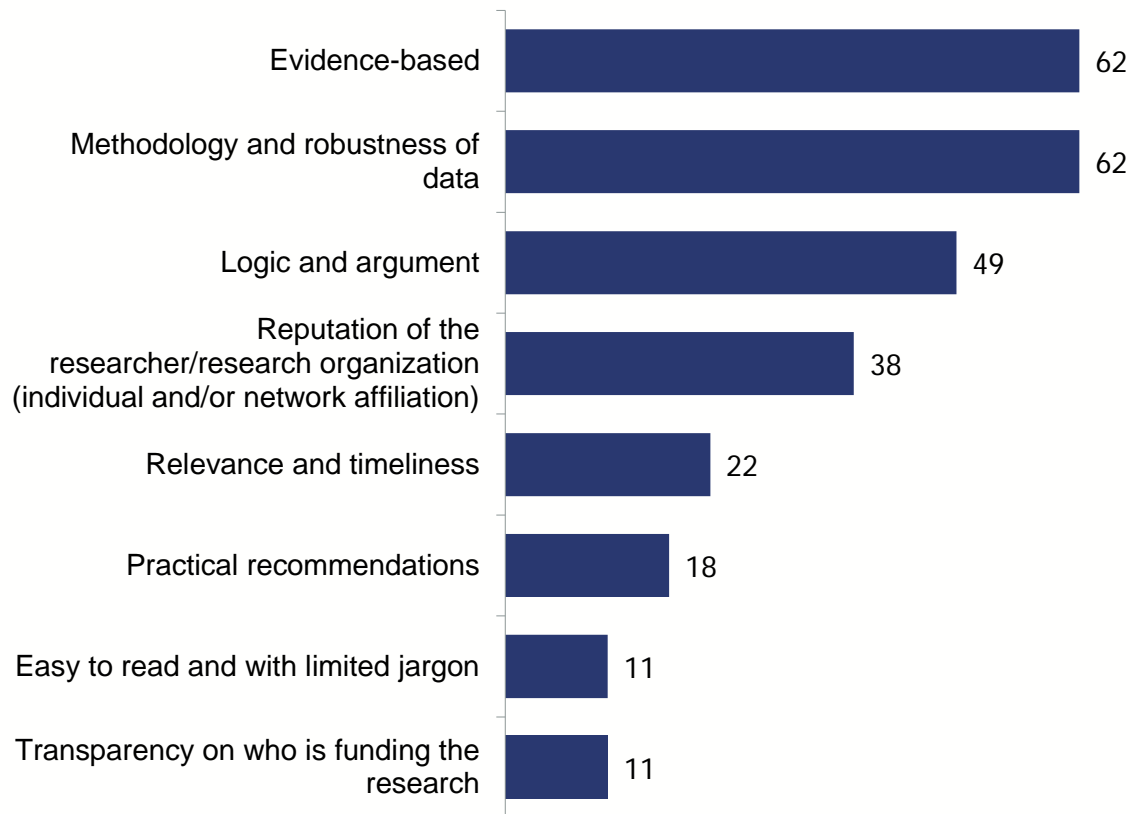 Evidence-based
62
Methodology and robustness of
data
62
Logic and argument
49
Reputation of the
researcher/research organization
(individual and/or network affiliation)
38
Relevance and timeliness
22
Practical recommendations
18
Easy to read and with limited jargon
11
Transparency on who is funding the
research
11